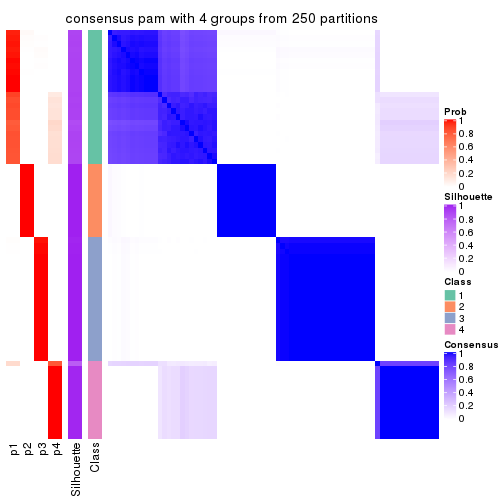 consensus pam with 4 groups from 250 partitions
Prob
1
0.8
0.6
0.4
0.2
0
Silhouette
1
0.8
0.6
0.4
0.2
0
Class
1
2
3
4
Consensus
1
0.8
0.6
0.4
0.2
0
p1
p2
p3
p4
Silhouette
Class